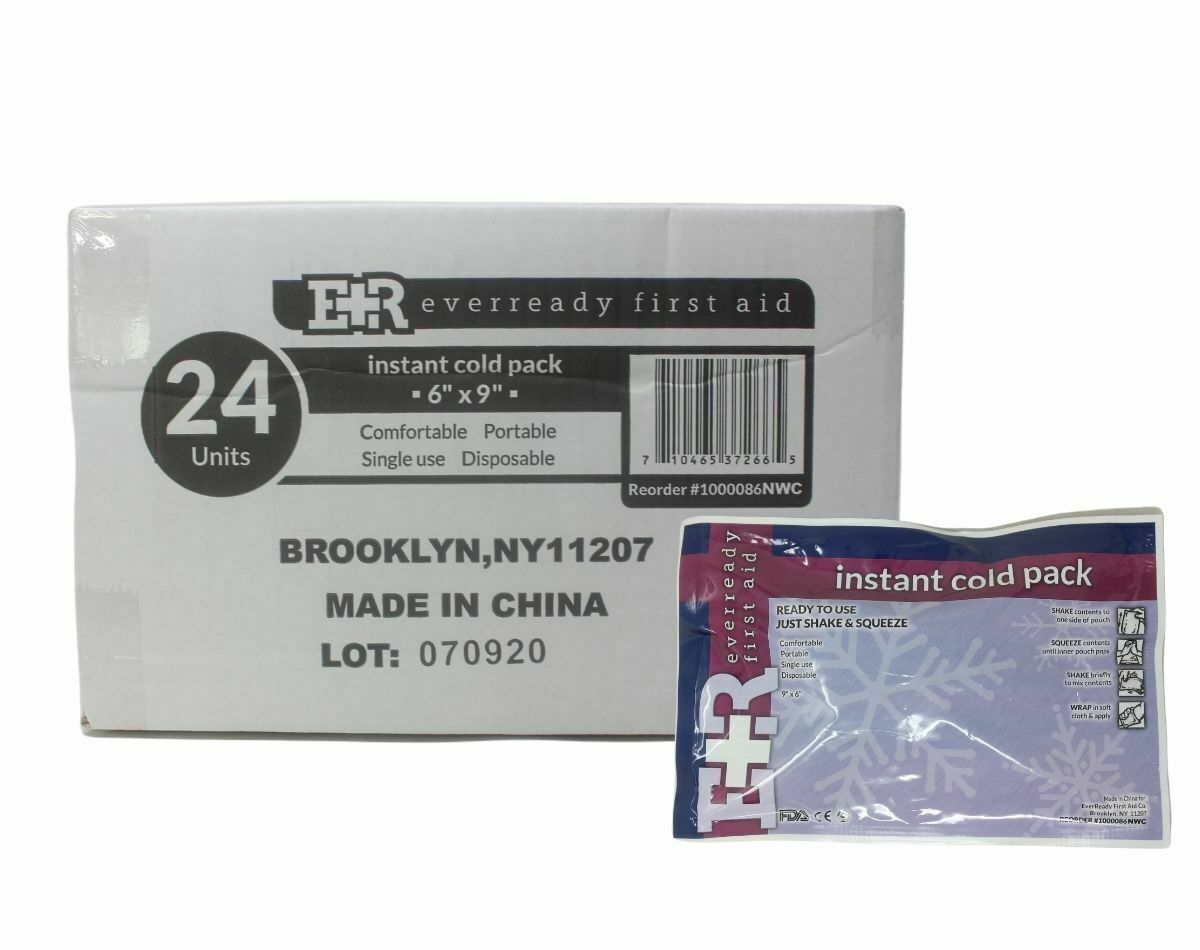 E+R everready first aid
24
Units
instant cold pack
▪ 6" x 9" ▪
Comfortable Portable
Single use Disposable
7 10465 37266 5
Reorder #1000086NWC
BROOKLYN,NY11207
MADE IN CHINA
LOT: 070920
E+R everready
first aid
instant cold pack
READY TO USE
JUST SHAKE & SQUEEZE
Comfortable
Portable
Single use
Disposable
9" x 6"
SHAKE contents to
one side of pouch
SQUEEZE contents
until inner pouch pops
SHAKE briefly
to mix contents
WRAP in soft
cloth & apply
FDA CE
Made in China for
EverReady First Aid Co.
Brooklyn, NY 11207
REORDER #1000086NWC